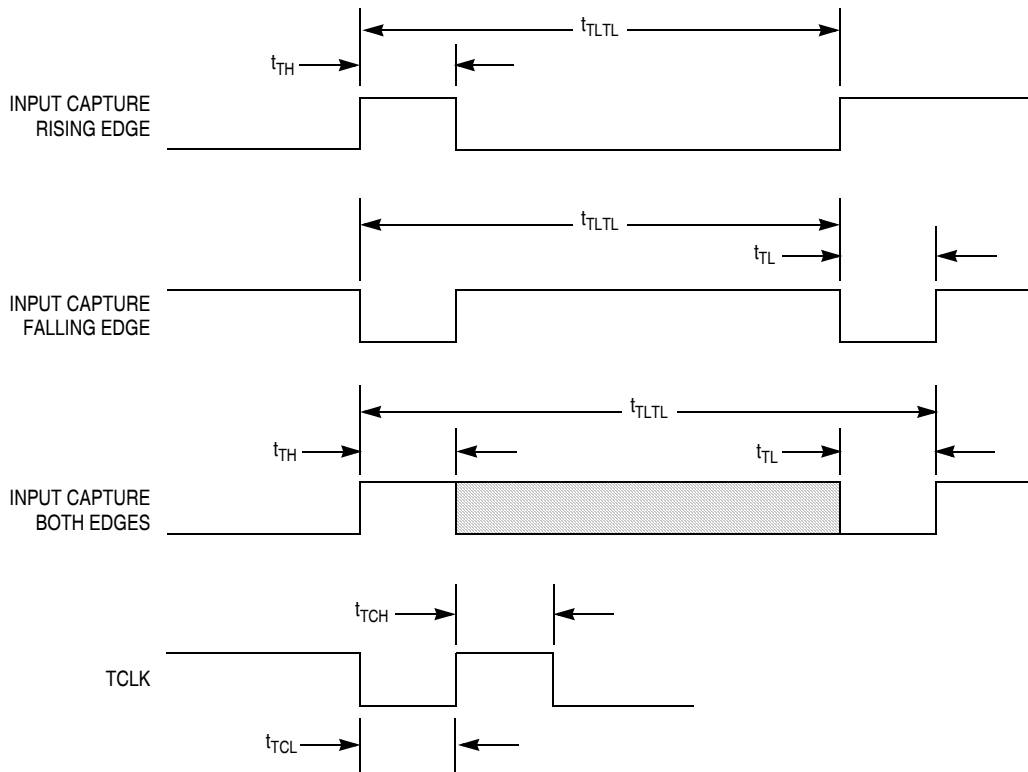 tTLTL
tTH
INPUT CAPTURE
RISING EDGE
tTLTL
tTL
INPUT CAPTURE
FALLING EDGE
tTLTL
tTH
tTL
INPUT CAPTURE
BOTH EDGES
tTCH
TCLK
tTCL